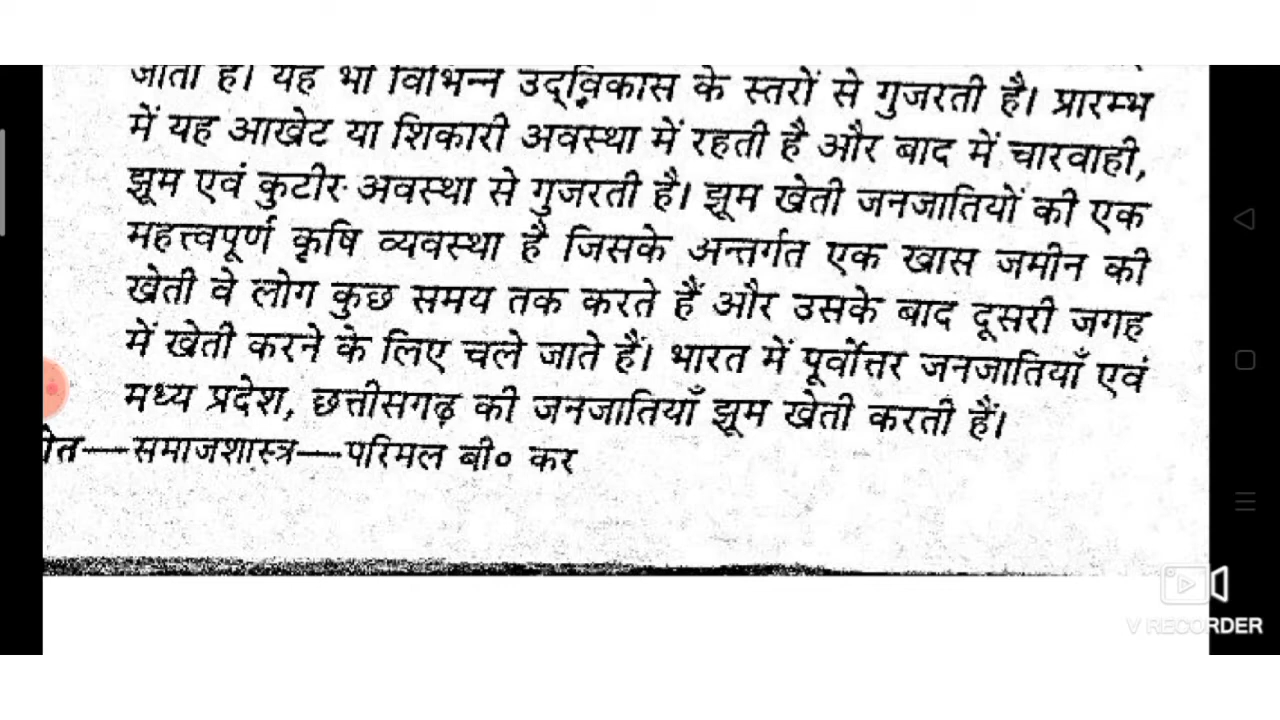 जाता है। यह भी विभिन्न उद्विकास के स्तरों से गुजरती है। प्रारम्भ
में यह आखेट या शिकारी अवस्था में रहती है और बाद में चारवाही,
झूम एवं कुटीर अवस्था से गुजरती है। झूम खेती जनजातियों की एक
महत्त्वपूर्ण कृषि व्यवस्था है जिसके अन्तर्गत एक खास जमीन की
खेती वे लोग कुछ समय तक करते हैं और उसके बाद दूसरी जगह
में खेती करने के लिए चले जाते हैं। भारत में पूर्वोत्तर जनजातियाँ एवं
मध्य प्रदेश, छत्तीसगढ़ की जनजातियाँ झूम खेती करती हैं।
—समाजशास्त्र—परिमल बी० कर
V RECORDER